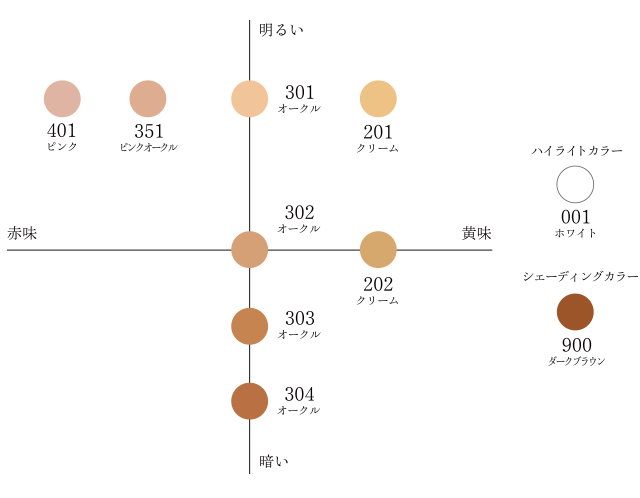 明るい
301
オークル
401
ピンク
351
ピンクオークル
201
クリーム
ハイライトカラー
001
ホワイト
302
オークル
赤味
黄味
202
クリーム
シェーディングカラー
900
ダークブラウン
303
オークル
304
オークル
暗い